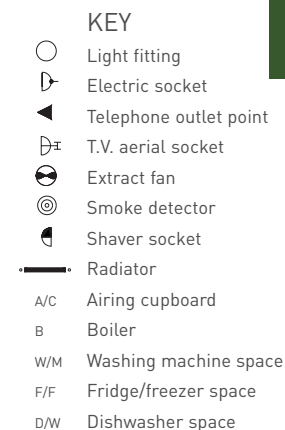 KEY
Light fitting
Electric socket
Telephone outlet point
T.V. aerial socket
Extract fan
Smoke detector
Shaver socket
Radiator
A/C Airing cupboard
B Boiler
W/M Washing machine space
F/F Fridge/freezer space
D/W Dishwasher space